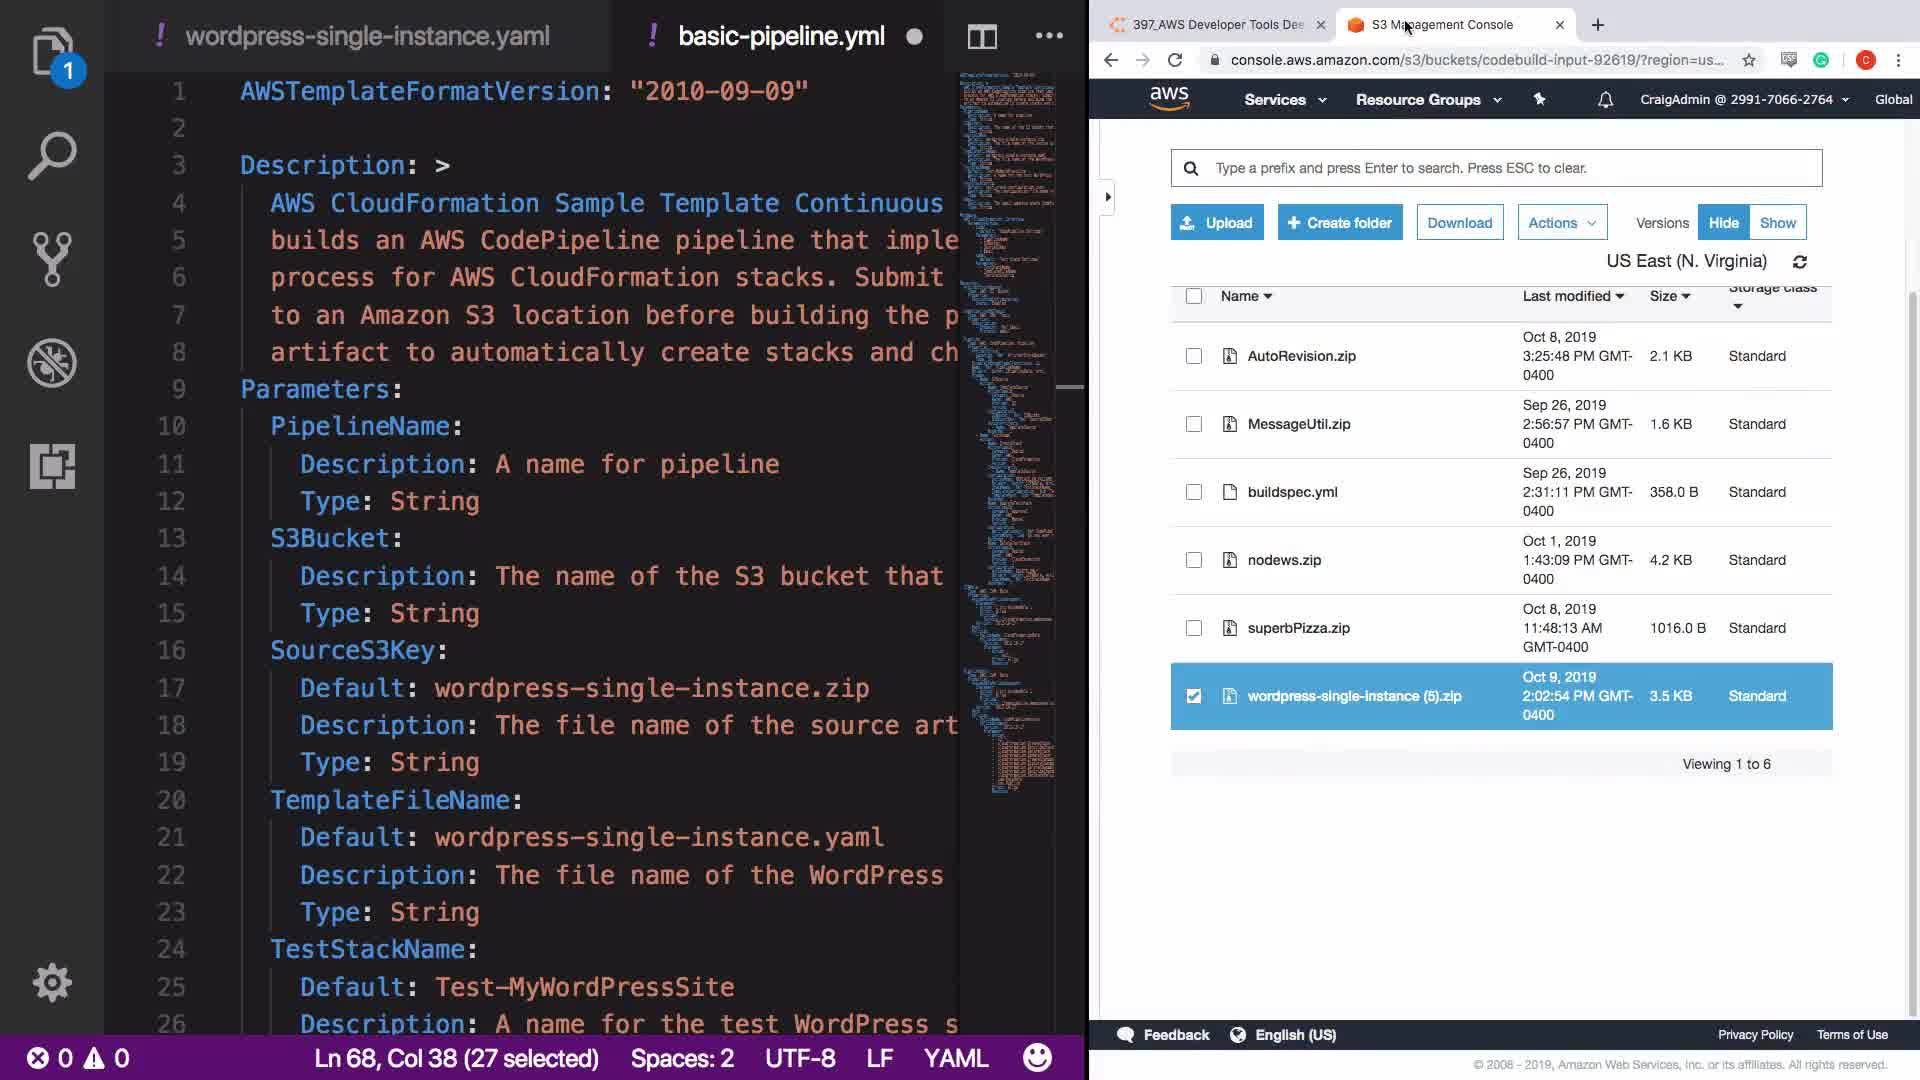 wordpress-single-instance.yaml
basic-pipeline.yml
1
1 AWSTemplateFormatVersion: "2010-09-09"
2
3 Description: >
4 AWS CloudFormation Sample Template Continuous
5 builds an AWS CodePipeline pipeline that imple
6 process for AWS CloudFormation stacks. Submit
7 to an Amazon S3 location before building the p
8 artifact to automatically create stacks and ch
9 Parameters:
10 PipelineName:
11 Description: A name for pipeline
12 Type: String
13 S3Bucket:
14 Description: The name of the S3 bucket that
15 Type: String
16 SourceS3Key:
17 Default: wordpress-single-instance.zip
18 Description: The file name of the source art
19 Type: String
20 TemplateFileName:
21 Default: wordpress-single-instance.yaml
22 Description: The file name of the WordPress
23 Type: String
24 TestStackName:
25 Default: Test-MyWordPressSite
26 Description: A name for the test WordPress s
0 0 Ln 68, Col 38 (27 selected) Spaces: 2 UTF-8 LF YAML
397_AWS Developer Tools Dee
S3 Management Console
console.aws.amazon.com/s3/buckets/codebuild-input-92619/?region=us...
C
aws Services Resource Groups CraigAdmin @ 2991-7066-2764 Global
Type a prefix and press Enter to search. Press ESC to clear.
Upload Create folder Download Actions Versions Hide Show
US East (N. Virginia)
Name Last modified Size Storage class
AutoRevision.zip Oct 8, 2019 3:25:48 PM GMT-0400 2.1 KB Standard
MessageUtil.zip Sep 26, 2019 2:56:57 PM GMT-0400 1.6 KB Standard
buildspec.yml Sep 26, 2019 2:31:11 PM GMT-0400 358.0 B Standard
nodews.zip Oct 1, 2019 1:43:09 PM GMT-0400 4.2 KB Standard
superbPizza.zip Oct 8, 2019 11:48:13 AM GMT-0400 1016.0 B Standard
wordpress-single-instance (5).zip Oct 9, 2019 2:02:54 PM GMT-0400 3.5 KB Standard
Viewing 1 to 6
Feedback English (US) Privacy Policy Terms of Use
© 2008 - 2019, Amazon Web Services, Inc. or its affiliates. All rights reserved.